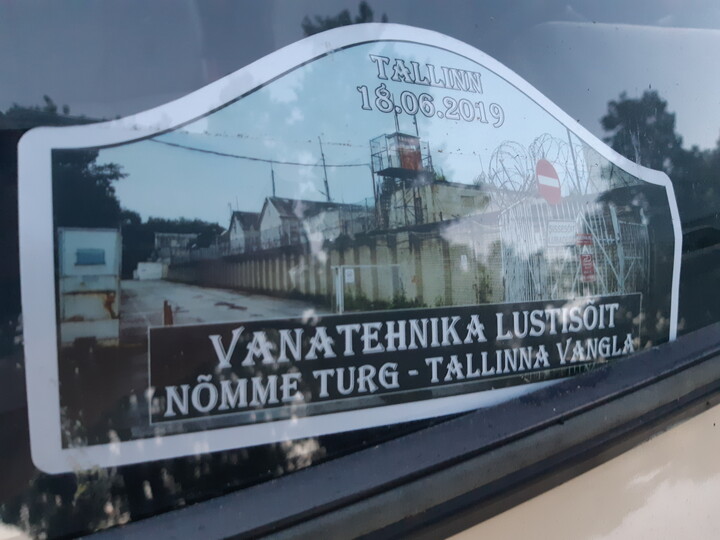 TALLINN
18.06.2019
VANATEHNIKA LUSTISÕIT
NÕMME TURG - TALLINNA VANGLA